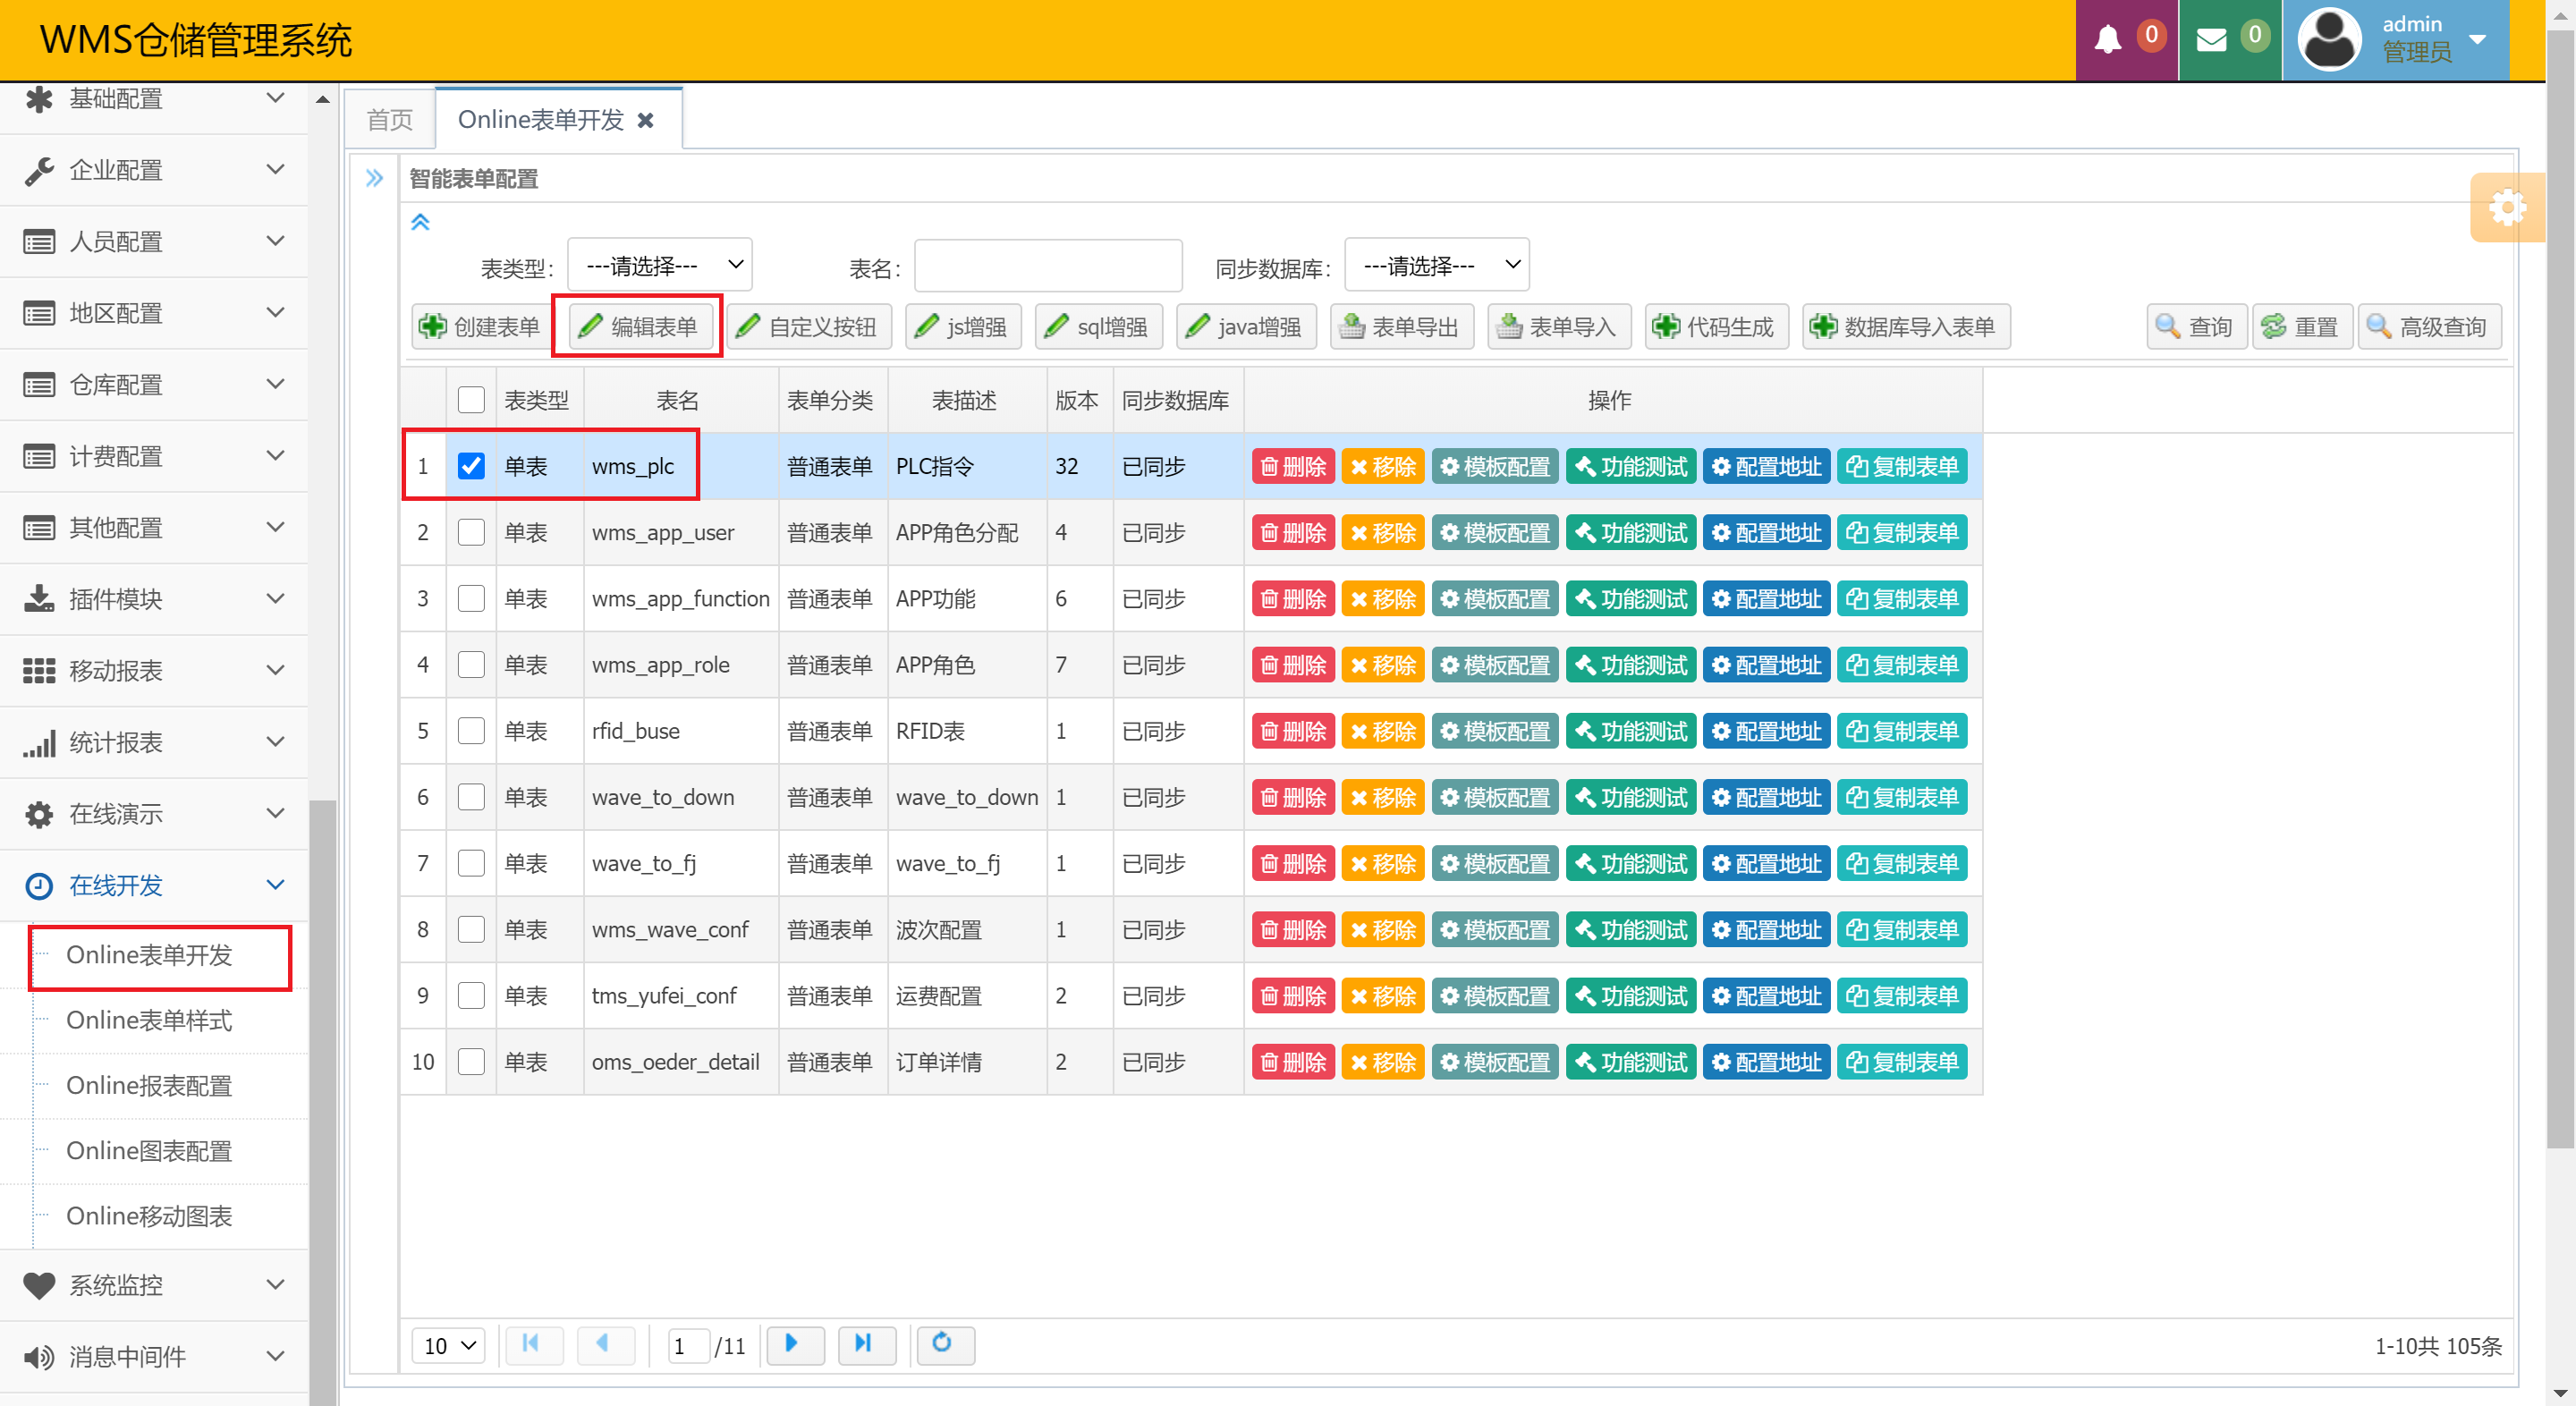 WMS仓储管理系统
0
0
admin
管理员
基础配置
企业配置
人员配置
地区配置
仓库配置
计费配置
其他配置
插件模块
移动报表
统计报表
在线演示
在线开发
Online表单开发
Online表单样式
Online报表配置
Online图表配置
Online移动图表
系统监控
消息中间件
首页 Online表单开发
智能表单配置
表类型: ---请选择--- 表名: 同步数据库: ---请选择---
创建表单 编辑表单 自定义按钮 js增强 sql增强 java增强 表单导出 表单导入 代码生成 数据库导入表单 查询 重置 高级查询
表类型 表名 表单分类 表描述 版本 同步数据库 操作
1 单表 wms_plc 普通表单 PLC指令 32 已同步 删除 移除 模板配置 功能测试 配置地址 复制表单
2 单表 wms_app_user 普通表单 APP角色分配 4 已同步 删除 移除 模板配置 功能测试 配置地址 复制表单
3 单表 wms_app_function 普通表单 APP功能 6 已同步 删除 移除 模板配置 功能测试 配置地址 复制表单
4 单表 wms_app_role 普通表单 APP角色 7 已同步 删除 移除 模板配置 功能测试 配置地址 复制表单
5 单表 rfid_buse 普通表单 RFID表 1 已同步 删除 移除 模板配置 功能测试 配置地址 复制表单
6 单表 wave_to_down 普通表单 wave_to_down 1 已同步 删除 移除 模板配置 功能测试 配置地址 复制表单
7 单表 wave_to_fj 普通表单 wave_to_fj 1 已同步 删除 移除 模板配置 功能测试 配置地址 复制表单
8 单表 wms_wave_conf 普通表单 波次配置 1 已同步 删除 移除 模板配置 功能测试 配置地址 复制表单
9 单表 tms_yufei_conf 普通表单 运费配置 2 已同步 删除 移除 模板配置 功能测试 配置地址 复制表单
10 单表 oms_oeder_detail 普通表单 订单详情 2 已同步 删除 移除 模板配置 功能测试 配置地址 复制表单
10 1 /11 1-10共 105条